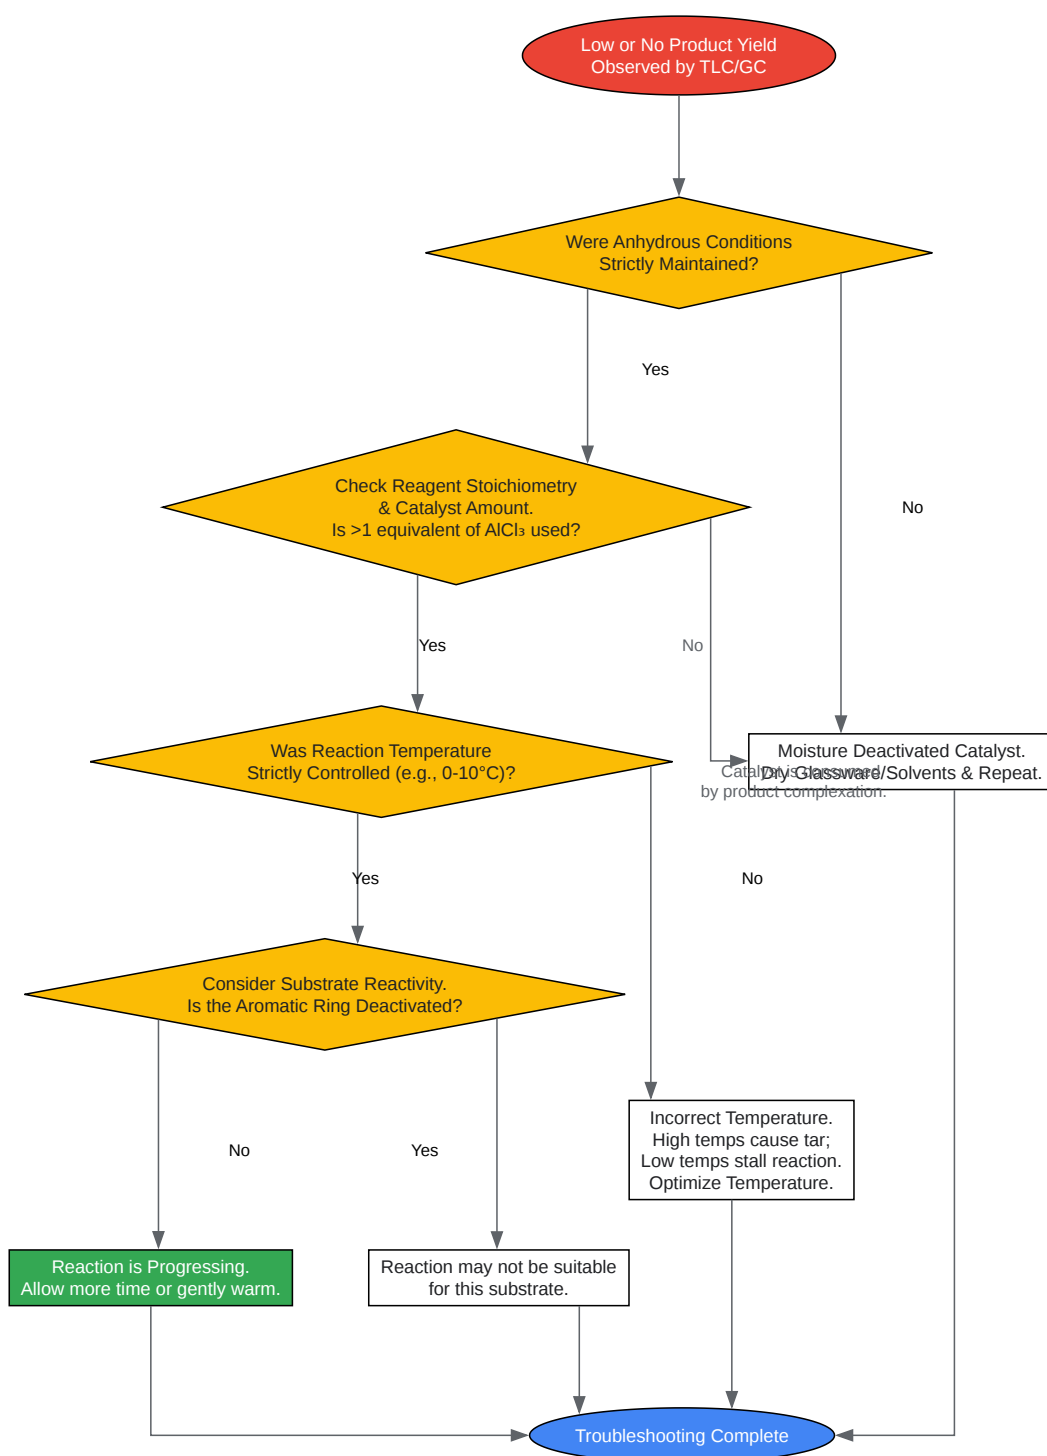 Low or No Product Yield
Observed by TLC/GC
Were Anhydrous Conditions
Strictly Maintained?
Yes
No
Check Reagent Stoichiometry
& Catalyst Amount.
Is >1 equivalent of AlCl₃ used?
Yes
No
Was Reaction Temperature
Strictly Controlled (e.g., 0-10°C)?
Moisture Deactivated Catalyst.
Dry Glassware/Solvents & Repeat.
Catalyst is consumed
by product complexation.
Yes
No
Consider Substrate Reactivity.
Is the Aromatic Ring Deactivated?
No
Yes
Incorrect Temperature.
High temps cause tar;
Low temps stall reaction.
Optimize Temperature.
Reaction is Progressing.
Allow more time or gently warm.
Reaction may not be suitable
for this substrate.
Troubleshooting Complete